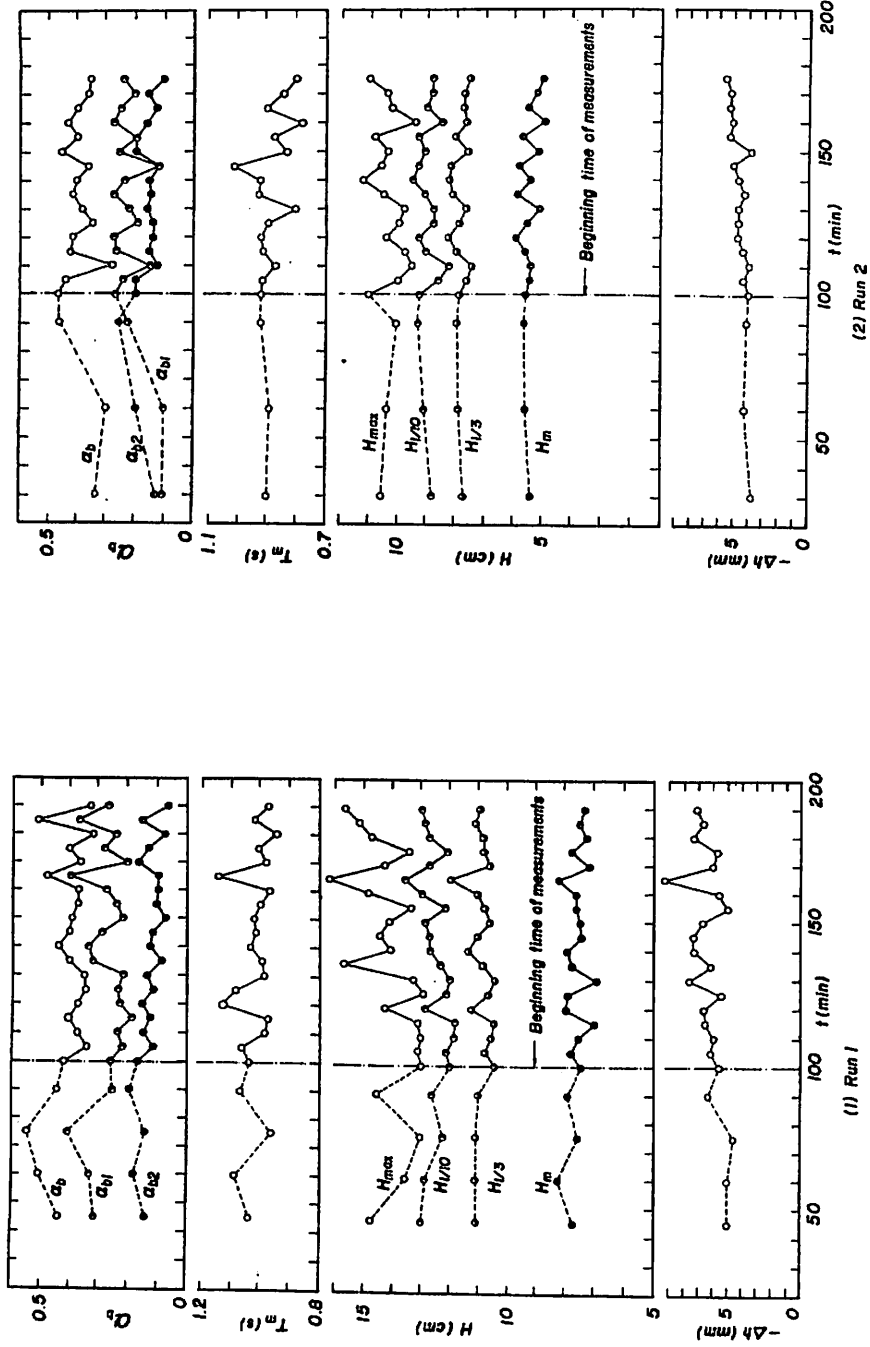 0.5
α_b
0
α_b
α_b1
α_b2
1.2
T_m (s)
0.8
15
H (cm)
10
5
H_max
H_1/10
H_1/3
H_m
Beginning time of measurements
5
-Δh (mm)
0
50
100
150
200
t (min)
(1) Run 1
0.5
α_b
0
α_b
α_b2
α_b1
1.1
T_m (s)
0.7
10
H (cm)
5
H_max
H_1/10
H_1/3
H_m
Beginning time of measurements
5
-Δh (mm)
0
50
100
150
200
t (min)
(2) Run 2